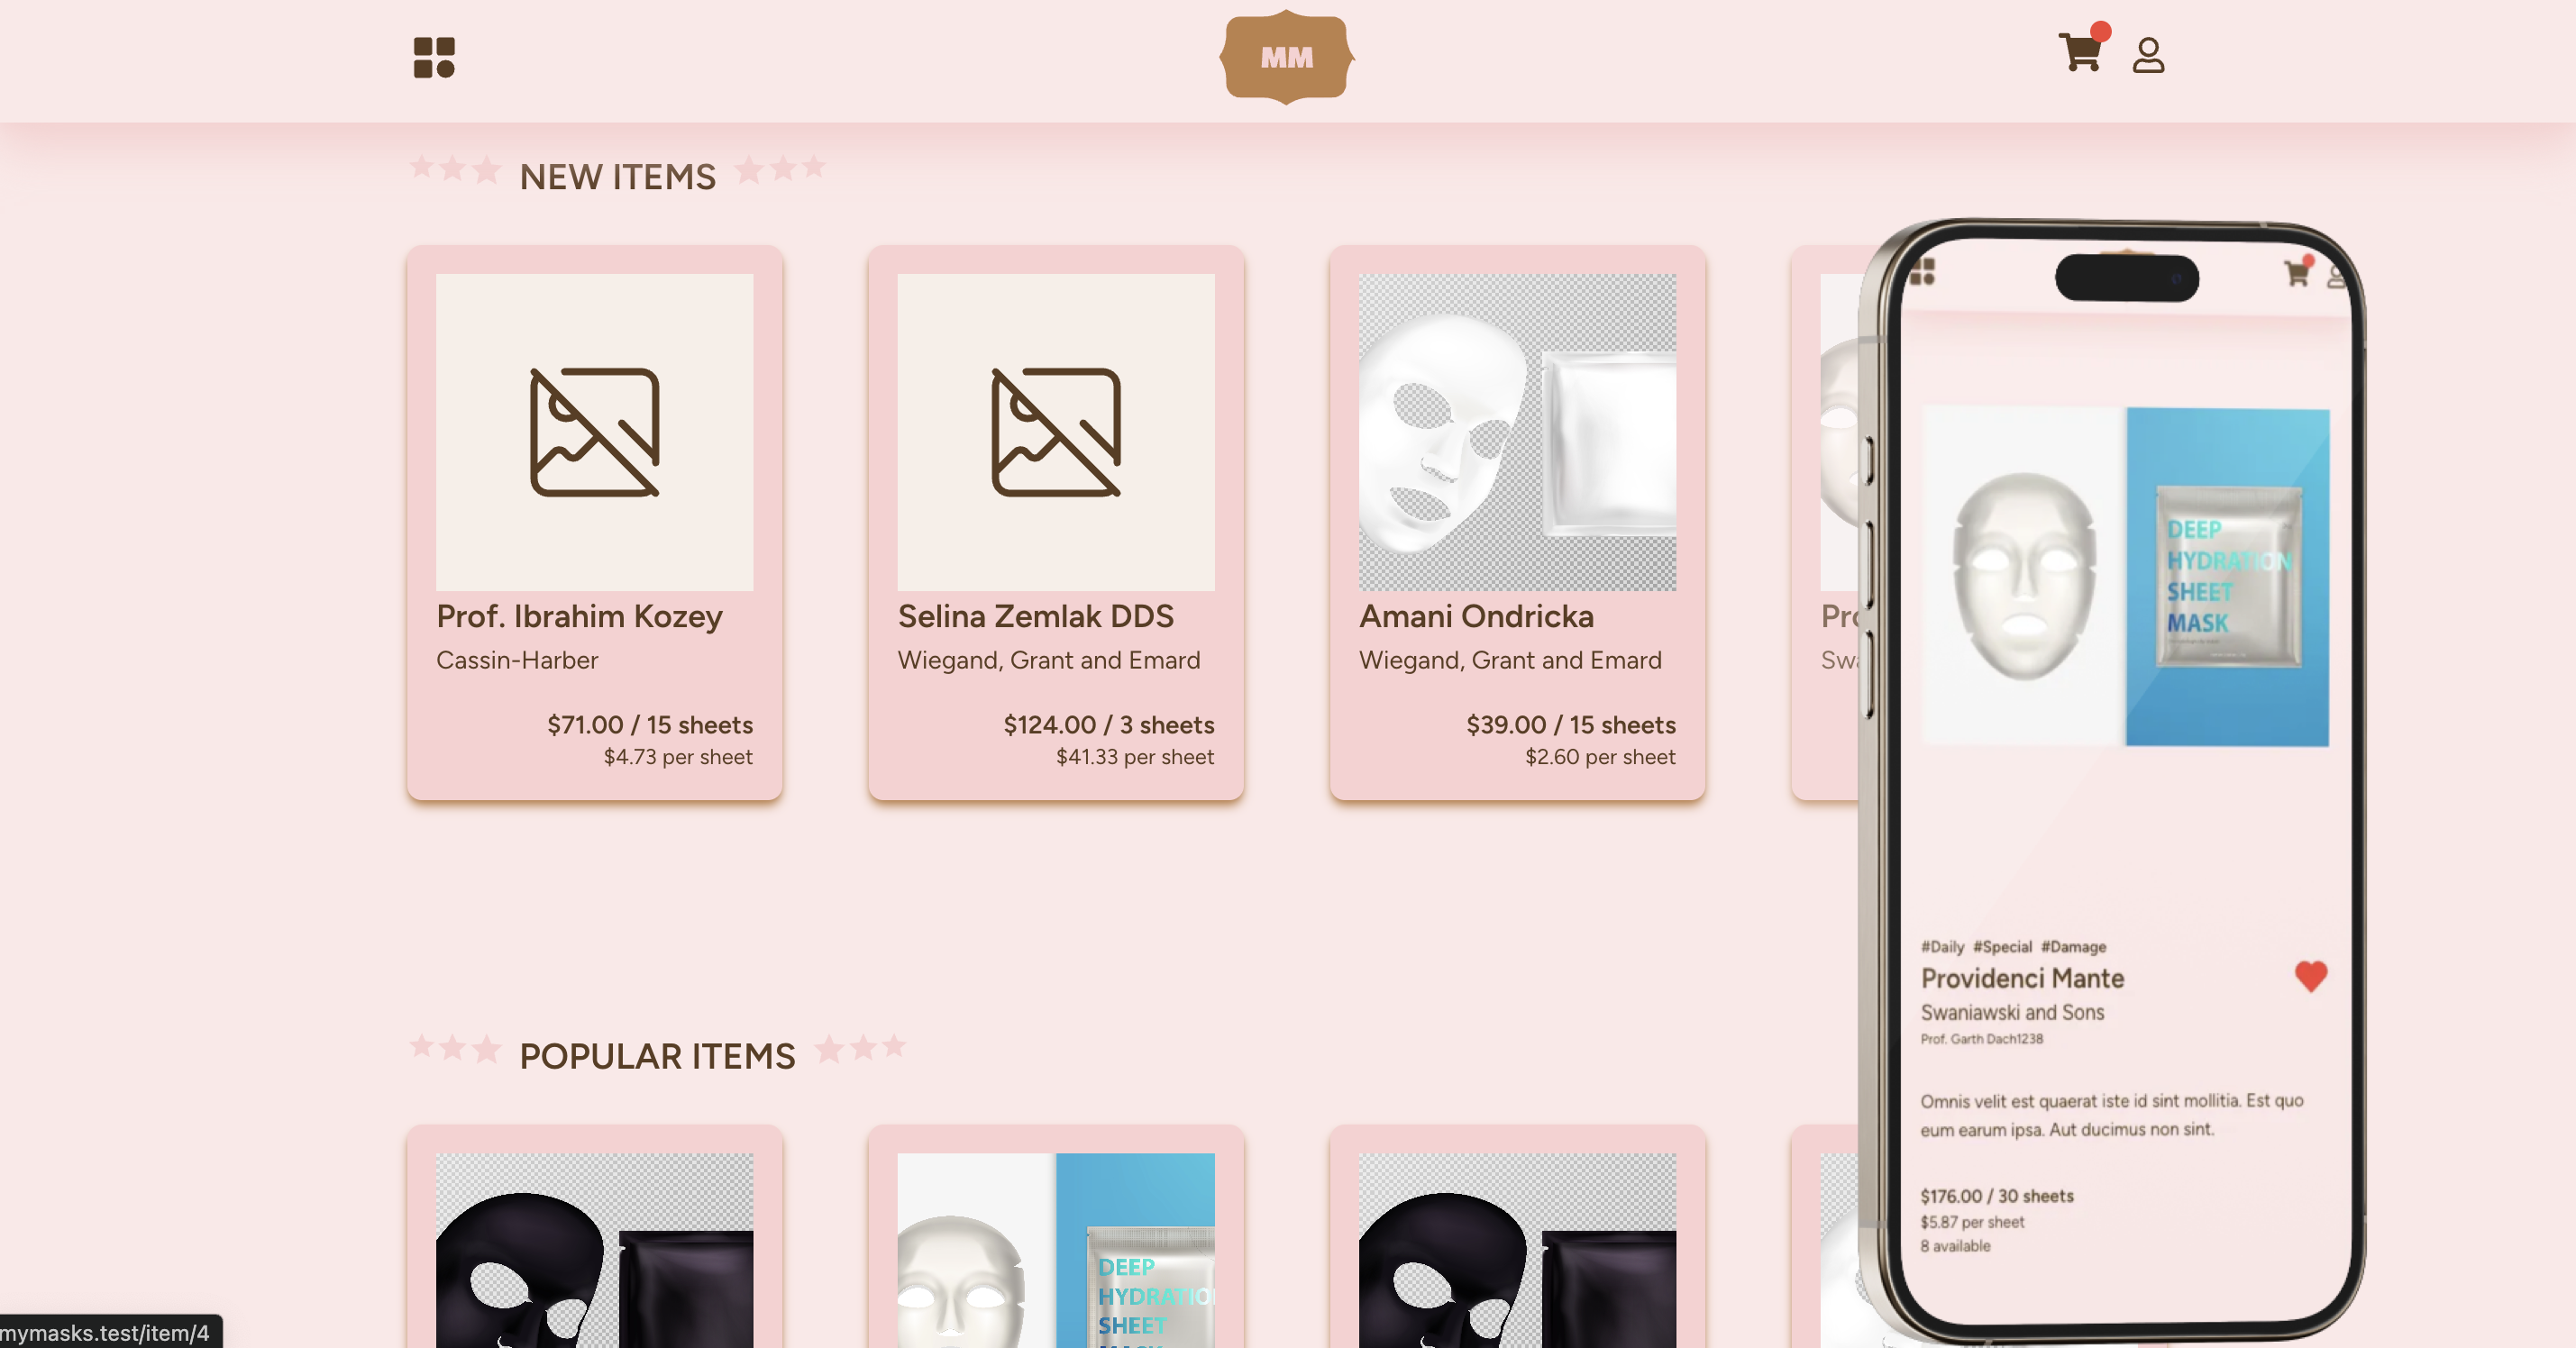 MM
NEW ITEMS
Prof. Ibrahim Kozey
Cassin-Harber
$71.00 / 15 sheets
$4.73 per sheet
Selina Zemlak DDS
Wiegand, Grant and Emard
$124.00 / 3 sheets
$41.33 per sheet
Amani Ondricka
Wiegand, Grant and Emard
$39.00 / 15 sheets
$2.60 per sheet
DEEP
HYDRATION
SHEET
MASK
#Daily #Special #Damage
Providenci Mante
Swaniawski and Sons
Prof. Garth Dach1238
Omnis velit est quaerat iste id sint mollitia. Est quo
eum earum ipsa. Aut ducimus non sint.
$176.00 / 30 sheets
$5.87 per sheet
8 available
POPULAR ITEMS
DEEP
HYDRATIO
SHEET
mymasks.test/item/4